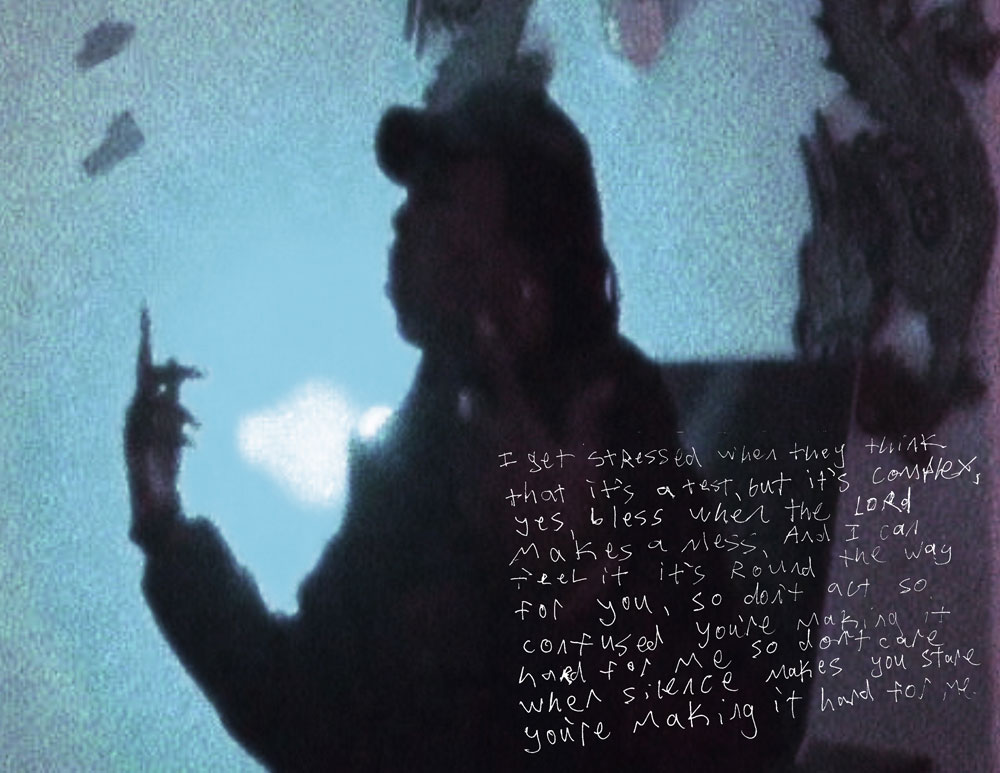 I get stressed when they think
that it's a test, but it's complex,
yes, bless when the LORD
makes a mess, And I can
feel it it's Round the way
for you, so don't act so
confused you're making it
hard for me so don't care
when silence makes you stare
you're making it hard for me.